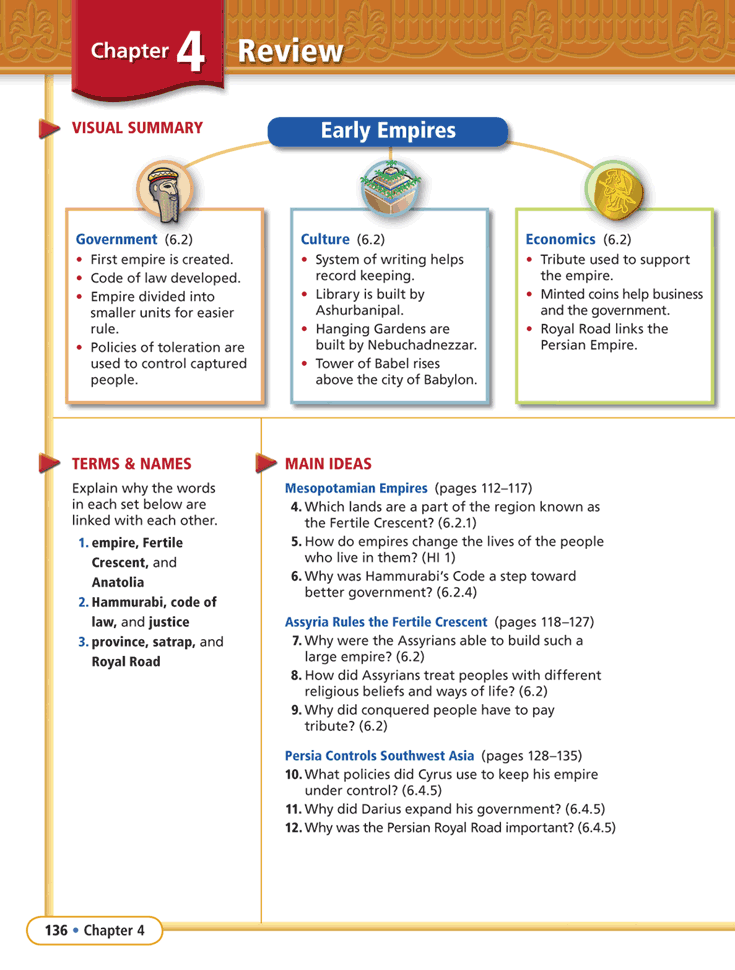 Chapter 4 Review
VISUAL SUMMARY
Early Empires
Government (6.2)
• First empire is created.
• Code of law developed.
• Empire divided into
smaller units for easier
rule.
• Policies of toleration are
used to control captured
people.
Culture (6.2)
• System of writing helps
record keeping.
• Library is built by
Ashurbanipal.
• Hanging Gardens are
built by Nebuchadnezzar.
• Tower of Babel rises
above the city of Babylon.
Economics (6.2)
• Tribute used to support
the empire.
• Minted coins help business
and the government.
• Royal Road links the
Persian Empire.
TERMS & NAMES
Explain why the words
in each set below are
linked with each other.
1. empire, Fertile
Crescent, and
Anatolia
2. Hammurabi, code of
law, and justice
3. province, satrap, and
Royal Road
MAIN IDEAS
Mesopotamian Empires (pages 112–117)
4. Which lands are a part of the region known as
the Fertile Crescent? (6.2.1)
5. How do empires change the lives of the people
who live in them? (HI 1)
6. Why was Hammurabi's Code a step toward
better government? (6.2.4)
Assyria Rules the Fertile Crescent (pages 118–127)
7. Why were the Assyrians able to build such a
large empire? (6.2)
8. How did Assyrians treat peoples with different
religious beliefs and ways of life? (6.2)
9. Why did conquered people have to pay
tribute? (6.2)
Persia Controls Southwest Asia (pages 128–135)
10. What policies did Cyrus use to keep his empire
under control? (6.4.5)
11. Why did Darius expand his government? (6.4.5)
12. Why was the Persian Royal Road important? (6.4.5)
136 • Chapter 4